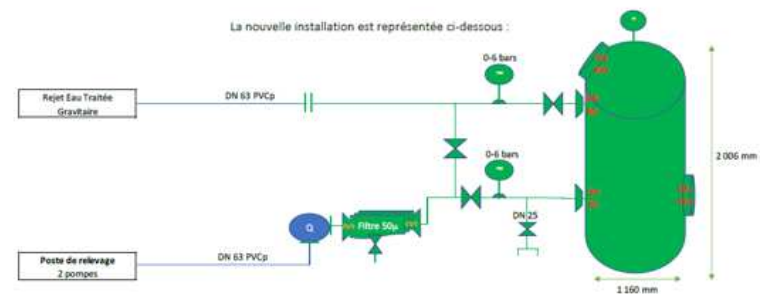 La nouvelle installation est représentée ci-dessous :
0-6 bars
Rejet Eau Traitée
Gravitaire
DN 63 PVCp
2 006 mm
0-6 bars
DN 25
Q
Filtre 50µ
Poste de relevage
2 pompes
DN 63 PVCp
1 160 mm